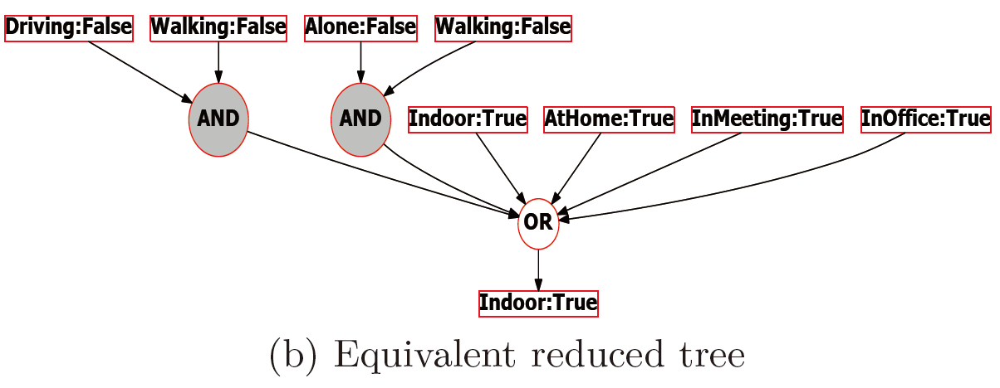 Driving:False Walking:False Alone:False Walking:False
AND AND Indoor:True AtHome:True InMeeting:True InOffice:True
OR
Indoor:True
(b) Equivalent reduced tree